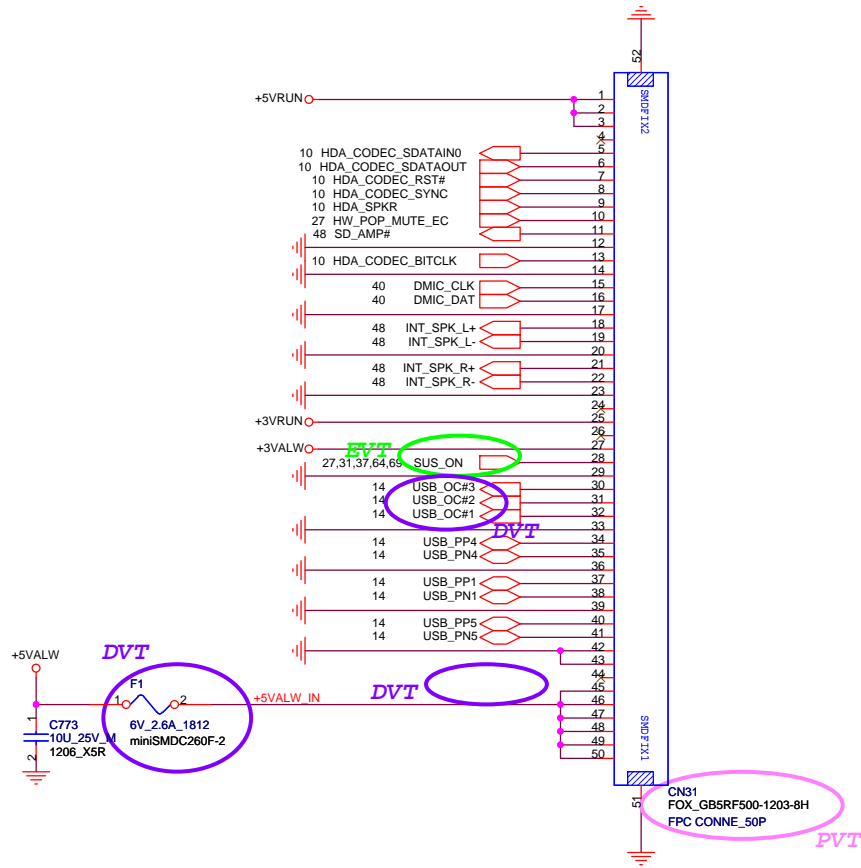 52
SMDFIX2
+5VRUN
1
2
3
4
10 HDA_CODEC_SDATAIN0 5
10 HDA_CODEC_SDATAOUT 6
10 HDA_CODEC_RST# 7
10 HDA_CODEC_SYNC 8
10 HDA_SPKR 9
27 HW_POP_MUTE_EC 10
48 SD_AMP# 11
12
10 HDA_CODEC_BITCLK 13
14
40 DMIC_CLK 15
40 DMIC_DAT 16
17
48 INT_SPK_L+ 18
48 INT_SPK_L- 19
20
48 INT_SPK_R+ 21
48 INT_SPK_R- 22
23
24
+3VRUN 25
26
+3VALW 27
EVT
27,31,37,64,69 SUS_ON 28
29
14 USB_OC#3 30
14 USB_OC#2 31
14 USB_OC#1 32
DVT
33
14 USB_PP4 34
14 USB_PN4 35
36
14 USB_PP1 37
14 USB_PN1 38
39
14 USB_PP5 40
14 USB_PN5 41
42
43
44
45
46
47
48
49
50
+5VALW
DVT
DVT
F1
1 2
+5VALW_IN
6V_2.6A_1812
miniSMDC260F-2
1
C773
10U_25V_M
1206_X5R
2
SMDFIX1
51
CN31
FOX_GB5RF500-1203-8H
FPC CONNE_50P
PVT